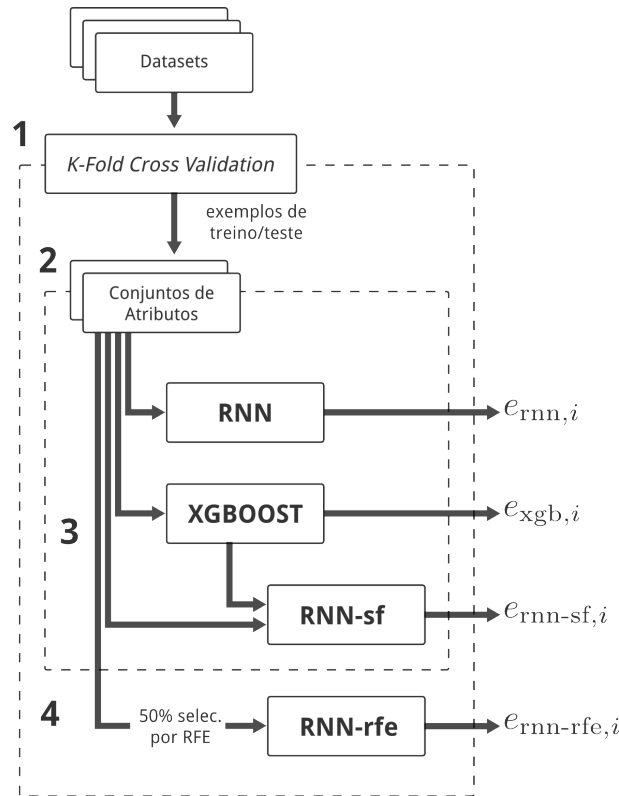 Datasets
1
K-Fold Cross Validation
exemplos de
treino/teste
2
Conjuntos de
Atributos
RNN
e_rnn,i
XGBOOST
e_xgb,i
3
RNN-sf
e_rnn-sf,i
4
50% selec.
por RFE
RNN-rfe
e_rnn-rfe,i